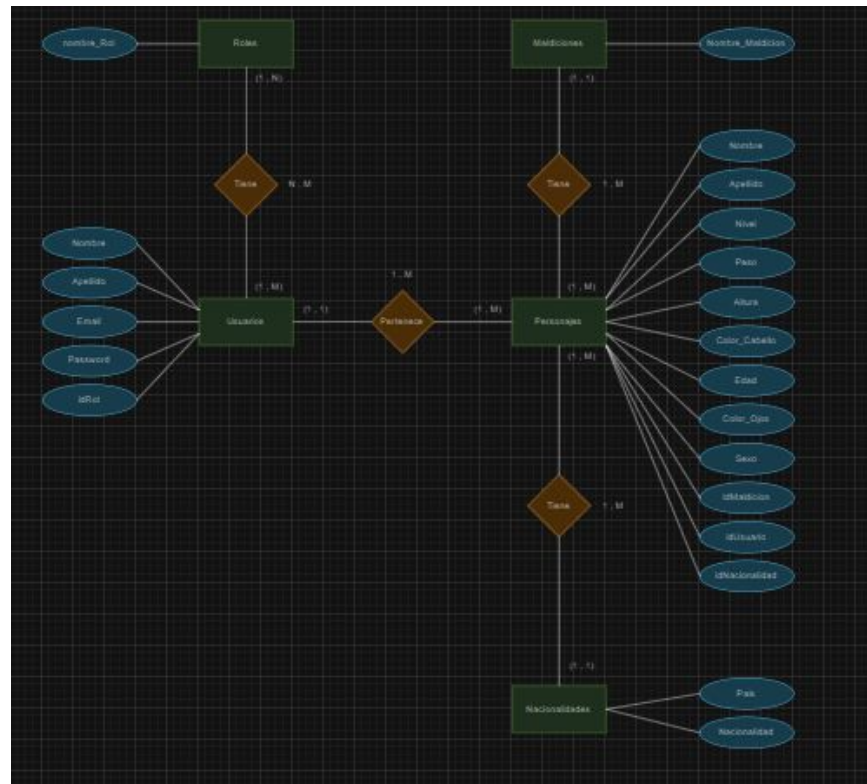 nombre_Rol
Roles
Maldiciones
Nombre_Maldicion
(1 , N)
(1 , 1)
Nombre
Tiene
N..M
Tiene
1..M
Apellido
Nivel
Nombre
Peso
Apellido
1...M
(1, M)
(1, M)
Altura
Email
Usuarios
(1 , 1)
Pertenece
(1, M)
Personajes
Color_Cabello
Password
(1, M)
Edad
idRol
Color_Ojos
Sexo
Tiene
1..M
idMaldicion
idUsuario
idNacionalidad
(1 , 1)
Pais
Nacionalidades
Nacionalidad